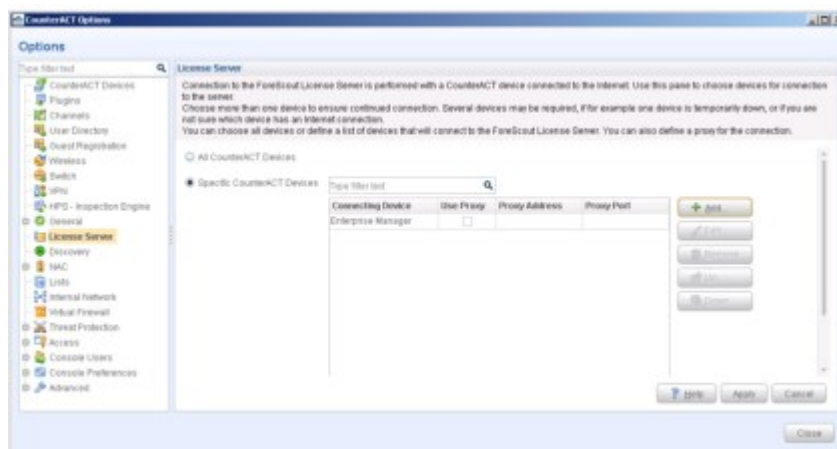 CounterACT Options
Options
Type filter text
CounterACT Devices
Plugins
Channels
User Directory
Guest Registration
Wireless
Switch
VPN
HPS - Inspection Engine
General
License Server
Discovery
NAC
Lists
Internal Network
Virtual Firewall
Threat Protection
Access
Console Users
Console Preferences
Advanced
License Server
Connection to the ForeScout License Server is performed with a CounterACT device connected to the Internet. Use this pane to choose devices for connection
to the server.
Choose more than one device to ensure continued connection. Several devices may be required, if for example one device is temporarily down, or if you are
not sure which device has an Internet connection.
You can choose all devices or define a list of devices that will connect to the ForeScout License Server. You can also define a proxy for the connection.
All CounterACT Devices
Specific CounterACT Devices
Type filter text
Connecting Device Use Proxy Proxy Address Proxy Port
Enterprise Manager
Add
Edit
Remove
Up
Down
Help Apply Cancel
Close